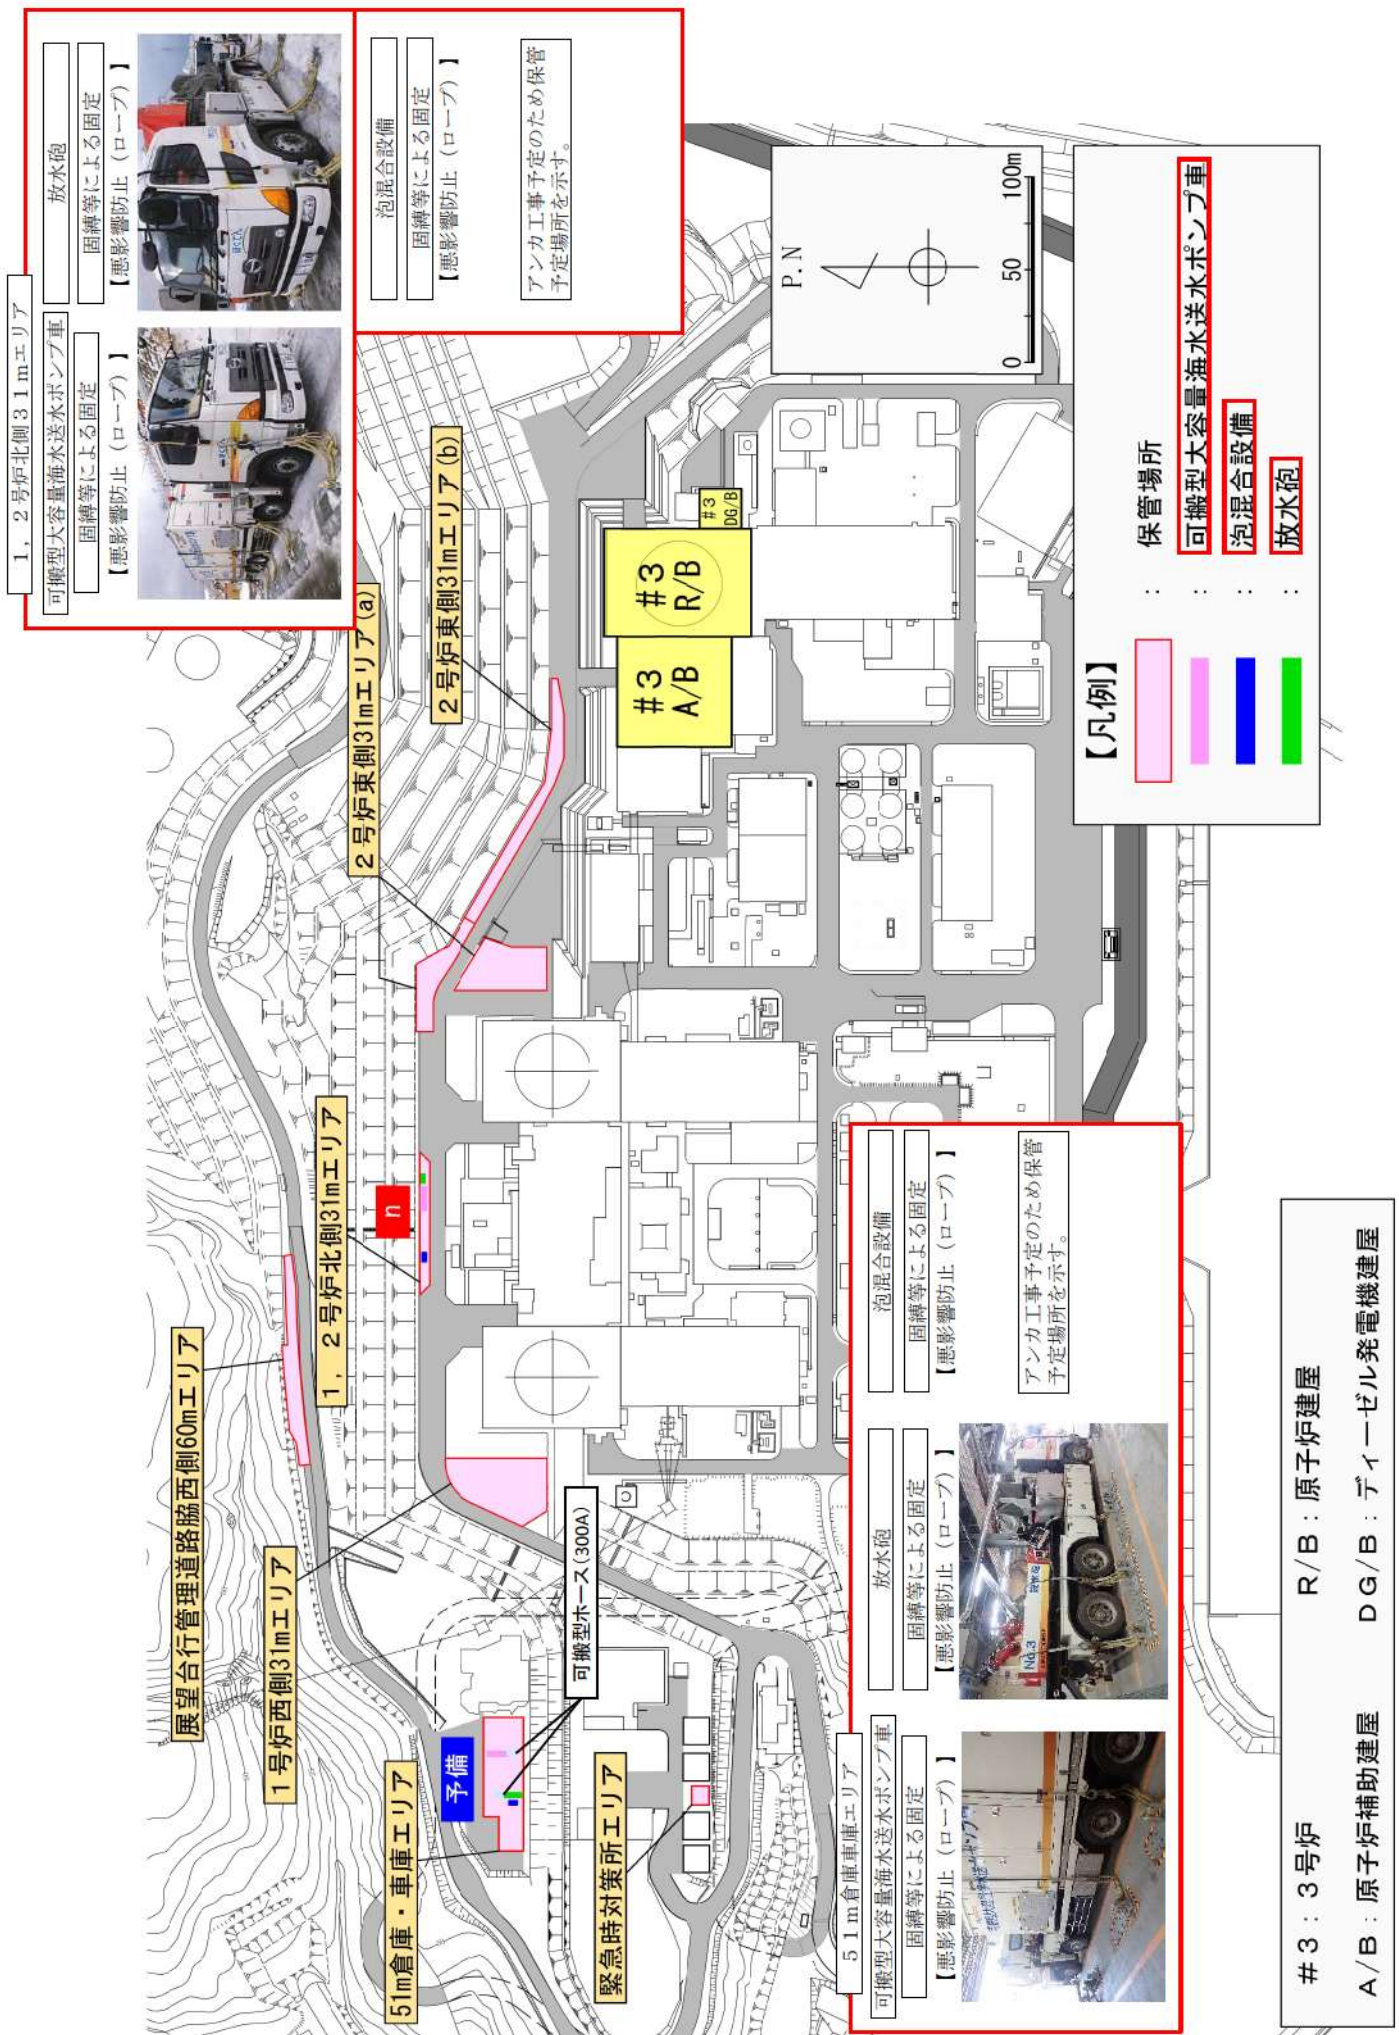 1，2号炉北側31mエリア
可搬型大容量海水送水ポンプ車
固縛等による固定
【悪影響防止（ロープ）】
放水砲
固縛等による固定
【悪影響防止（ロープ）】
泡混合設備
固縛等による固定
【悪影響防止（ロープ）】
アンカ工事予定のため保管
予定場所を示す。
展望台行管理道路脇西側60mエリア
1号炉西側31mエリア
1，2号炉北側31mエリア
2号炉東側31mエリア(a)
2号炉東側31mエリア(b)
51m倉庫・車庫エリア
緊急時対策所エリア
予備
n
可搬型ホース(300A)
#3
A/B
#3
R/B
#3
DG/B
P.N
0
50
100m
【凡例】
：保管場所
：可搬型大容量海水送水ポンプ車
：泡混合設備
：放水砲
51m倉庫車庫エリア
可搬型大容量海水送水ポンプ車
固縛等による固定
【悪影響防止（ロープ）】
放水砲
固縛等による固定
【悪影響防止（ロープ）】
No.3
泡混合設備
固縛等による固定
【悪影響防止（ロープ）】
アンカ工事予定のため保管
予定場所を示す。
#3：3号炉
R/B：原子炉建屋
A/B：原子炉補助建屋
DG/B：ディーゼル発電機建屋